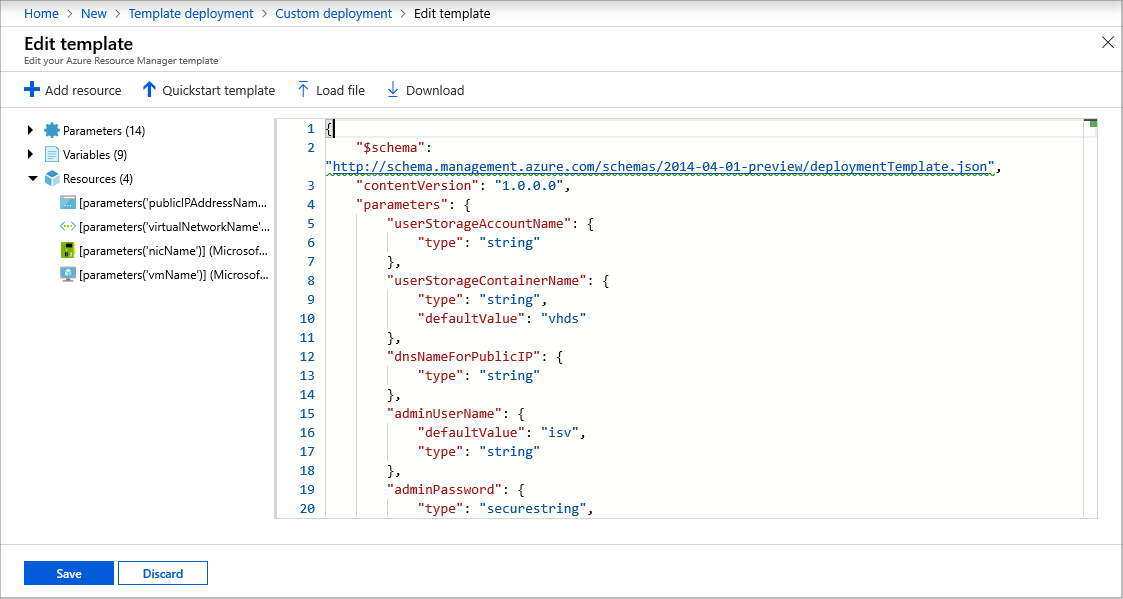 Home > New > Template deployment > Custom deployment > Edit template
Edit template
Edit your Azure Resource Manager template
Add resource Quickstart template Load file Download
Parameters (14)
Variables (9)
Resources (4)
[parameters('publicIPAddressNam...
[parameters('virtualNetworkName'...
[parameters('nicName')] (Microsof...
[parameters('vmName')] (Microsof...
1 {
2 "$schema":
"http://schema.management.azure.com/schemas/2014-04-01-preview/deploymentTemplate.json",
3 "contentVersion": "1.0.0.0",
4 "parameters": {
5 "userStorageAccountName": {
6 "type": "string"
7 },
8 "userStorageContainerName": {
9 "type": "string",
10 "defaultValue": "vhds"
11 },
12 "dnsNameForPublicIP": {
13 "type": "string"
14 },
15 "adminUserName": {
16 "defaultValue": "isv",
17 "type": "string"
18 },
19 "adminPassword": {
20 "type": "securestring",
Save Discard